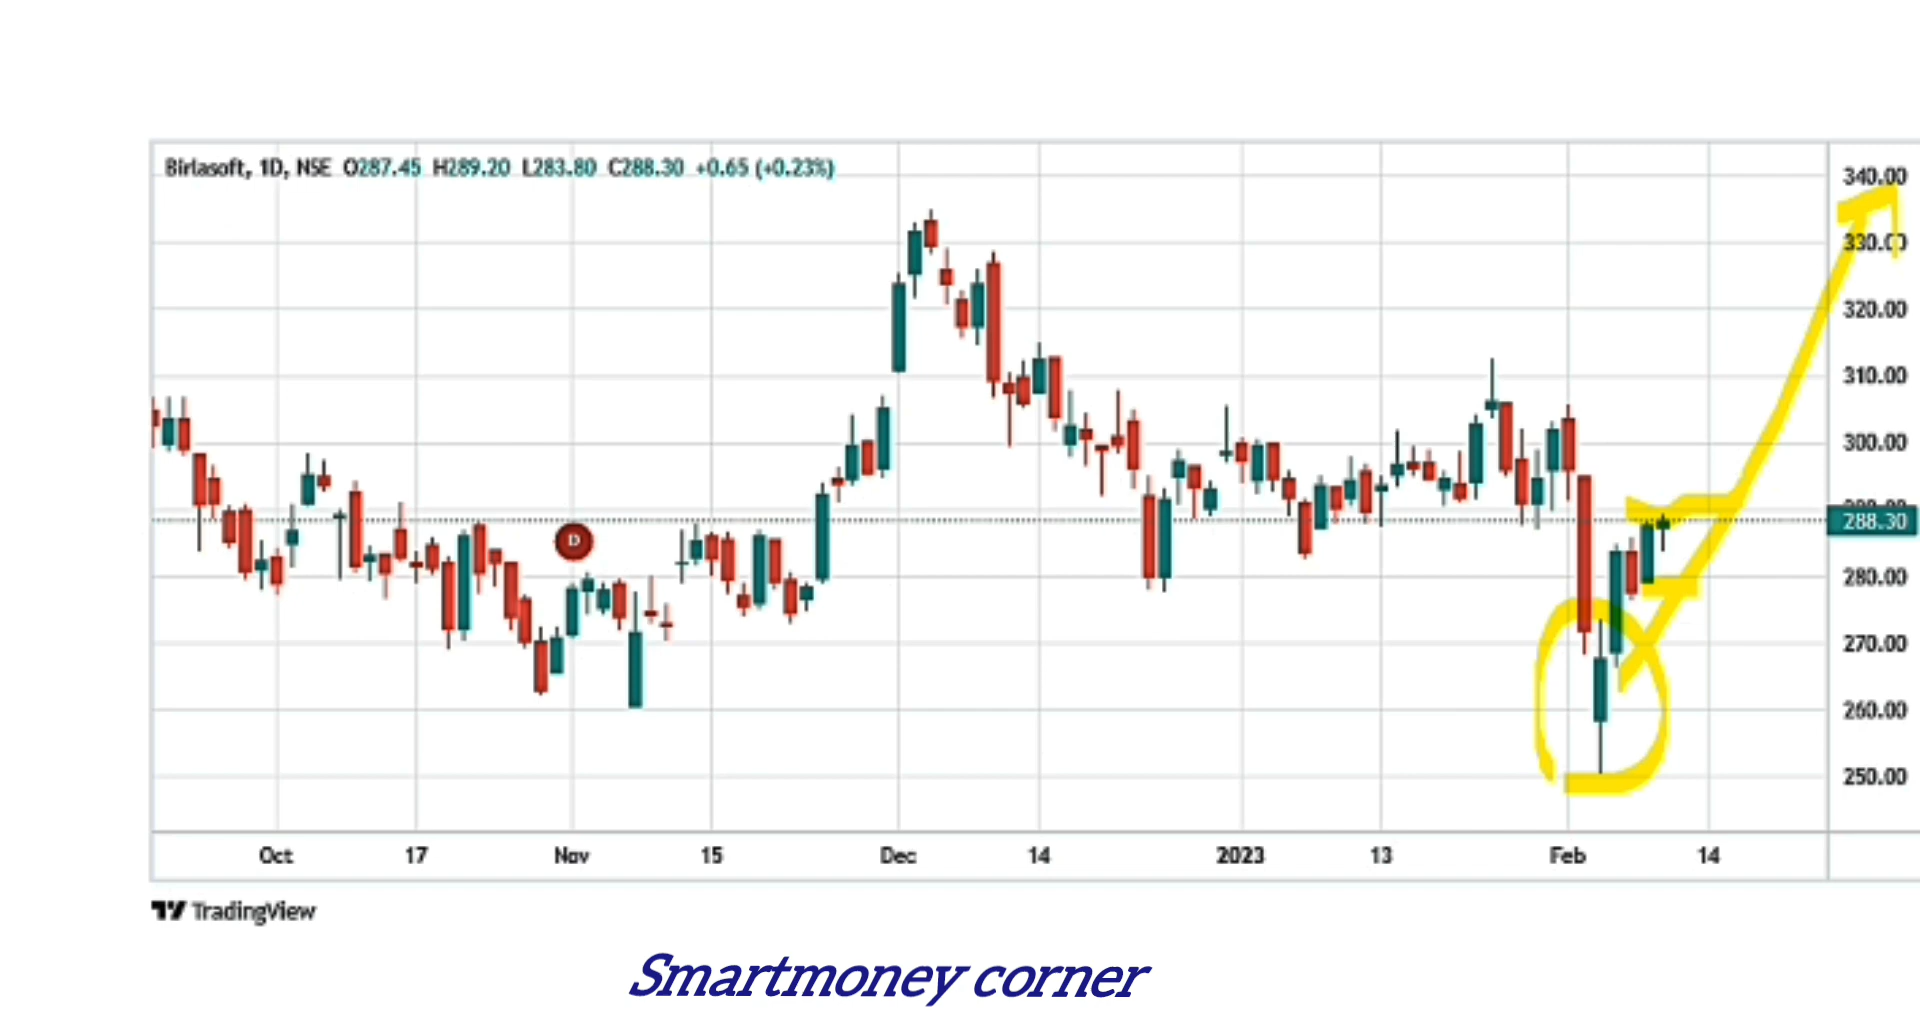 Birlasoft, 1D, NSE O287.45 H289.20 L283.80 C288.30 +0.65 (+0.23%)
340.00
330.00
320.00
310.00
300.00
288.30
280.00
270.00
260.00
250.00
D
Oct 17 Nov 15 Dec 14 2023 13 Feb 14
TradingView
Smartmoney corner